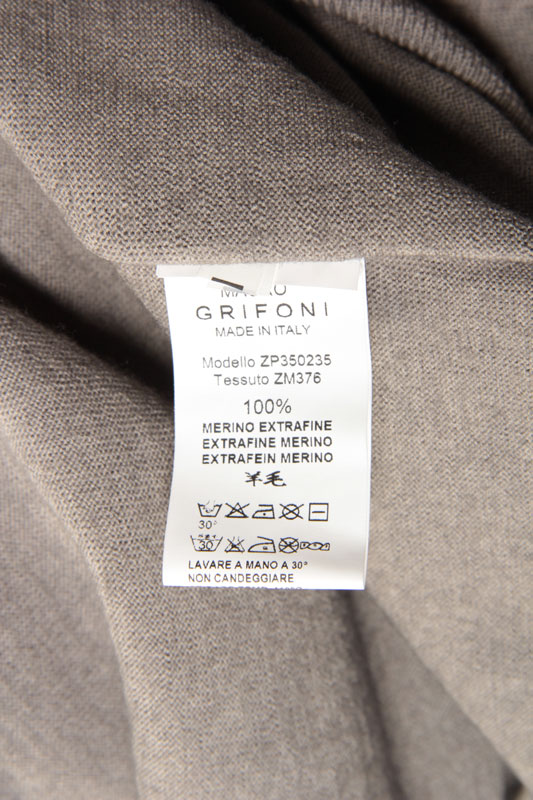 GRIFONI
MADE IN ITALY
Modello ZP350235
Tessuto ZM376
100%
MERINO EXTRAFINE
EXTRAFINE MERINO
EXTRAFEIN MERINO
羊毛
30°
30
LAVARE A MANO A 30°
NON CANDEGGIARE